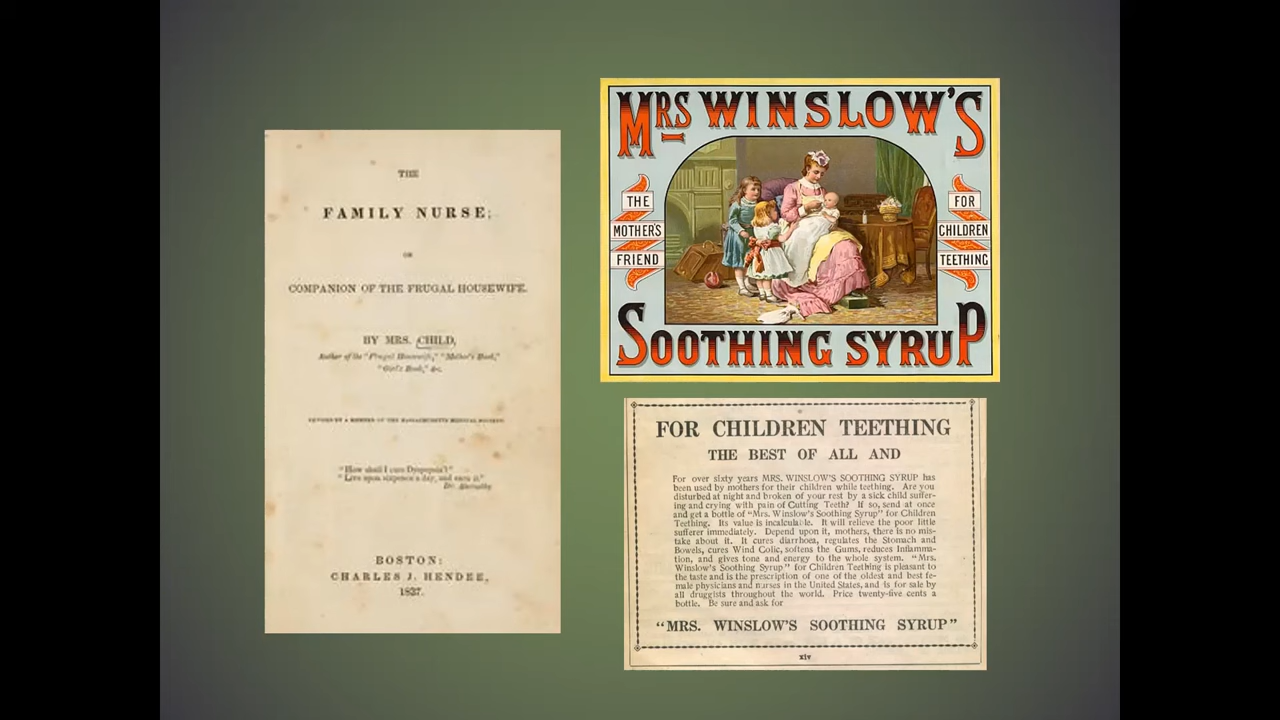 THE
FAMILY NURSE;
OR
COMPANION OF THE FRUGAL HOUSEWIFE.
BY MRS. CHILD,
Author of the "Frugal Housewife," "Mother's Book,"
"Girl's Book," &c.
REVISED BY A MEMBER OF THE MASSACHUSETTS MEDICAL SOCIETY.
"How shall I cure Dyspepsia?"
"Live upon sixpence a day, and earn it."
Dr. Abernethy.
BOSTON:
CHARLES J. HENDEE,
1837.
MRS WINSLOW'S
THE
MOTHER'S
FRIEND
FOR
CHILDREN
TEETHING
SOOTHING SYRUP
FOR CHILDREN TEETHING
THE BEST OF ALL AND
For over sixty years MRS. WINSLOW'S SOOTHING SYRUP has
been used by mothers for their children while teething. Are you
disturbed at night and broken of your rest by a sick child suffer-
ing and crying with pain of Cutting Teeth? If so, send at once
and get a bottle of "Mrs. Winslow's Soothing Syrup" for Children
Teething. Its value is incalculable. It will relieve the poor little
sufferer immediately. Depend upon it, mothers, there is no mis-
take about it. It cures diarrhoea, regulates the Stomach and
Bowels, cures Wind Colic, softens the Gums, reduces Inflamma-
tion, and gives tone and energy to the whole system. "Mrs.
Winslow's Soothing Syrup" for Children Teething is pleasant to
the taste and is the prescription of one of the oldest and best fe-
male physicians and nurses in the United States, and is for sale by
all druggists throughout the world. Price twenty-five cents a
bottle. Be sure and ask for
"MRS. WINSLOW'S SOOTHING SYRUP"
xiv